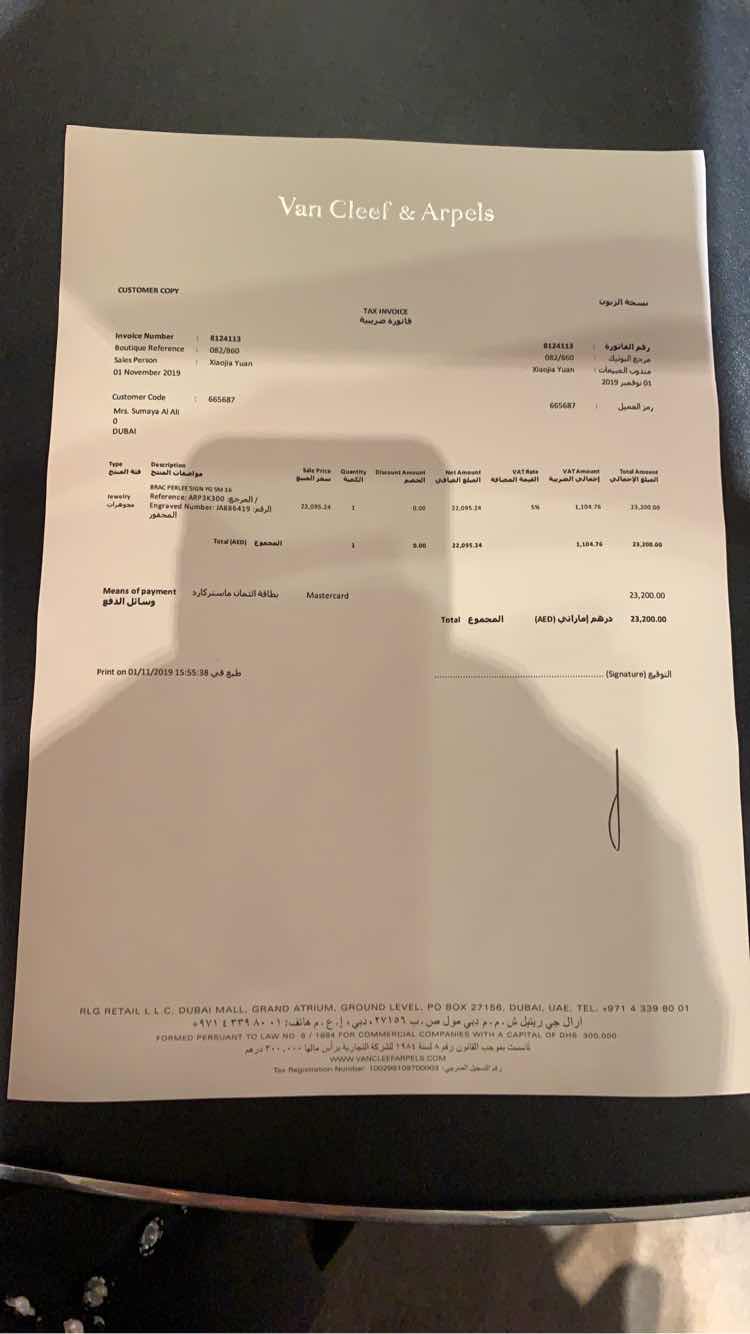 Van Cleef & Arpels
CUSTOMER COPY
نسخة الزبون
TAX INVOICE
فاتورة ضريبية
Invoice Number : 8124113
Boutique Reference : 082/860
Sales Person : Xiaojia Yuan
01 November 2019
8124113 : رقم الفاتورة
082/860 : مرجع البوتيك
Xiaojia Yuan : مندوب المبيعات
01 نوفمبر 2019
Customer Code : 665687
665687 : رمز العميل
Mrs. Sumaya Al Ali
0
DUBAI
Type Description Sale Price Quantity Discount Amount Net Amount VAT Rate VAT Amount Total Amount
فئة المنتج مواصفات المنتج سعر المبيع الكمية الخصم المبلغ الصافي القيمة المضافة إجمالي الضريبة المبلغ الإجمالي
BRAC PERLEE SIGN YG SM 16
Jewelry Reference: ARP3K300 :المرجع /
مجوهرات Engraved Number: JA886419 :الرقم 22,095.24 1 0.00 22,095.24 5% 1,104.76 23,200.00
المحفور
Total (AED) المجموع 1 0.00 22,095.24 1,104.76 23,200.00
Means of payment بطاقة ائتمان ماستركارد Mastercard 23,200.00
وسائل الدفع
Total المجموع (AED) درهم إماراتي 23,200.00
Print on 01/11/2019 15:55:38 طبع في
(Signature) التوقيع
RLG RETAIL L.L.C, DUBAI MALL, GRAND ATRIUM, GROUND LEVEL, PO BOX 27156, DUBAI, UAE, TEL. +971 4 339 80 01
ارال جي ريتيل ش.م.م دبي مول ص.ب ٢٧١٥٦، دبي، إ.ع.م هاتف: ٠١ ٨٠ ٣٣٩ ٤ ٩٧١+
FORMED PERSUANT TO LAW NO. 8 / 1984 FOR COMMERCIAL COMPANIES WITH A CAPITAL OF DHS 300,000
تأسست بموجب القانون رقم ٨ لسنة ١٩٨٤ للشركة التجارية برأس مالها ٣٠٠,٠٠٠ درهم
WWW.VANCLEEFARPELS.COM
Tax Registration Number: 100298109700003 :رقم التسجيل الضريبي